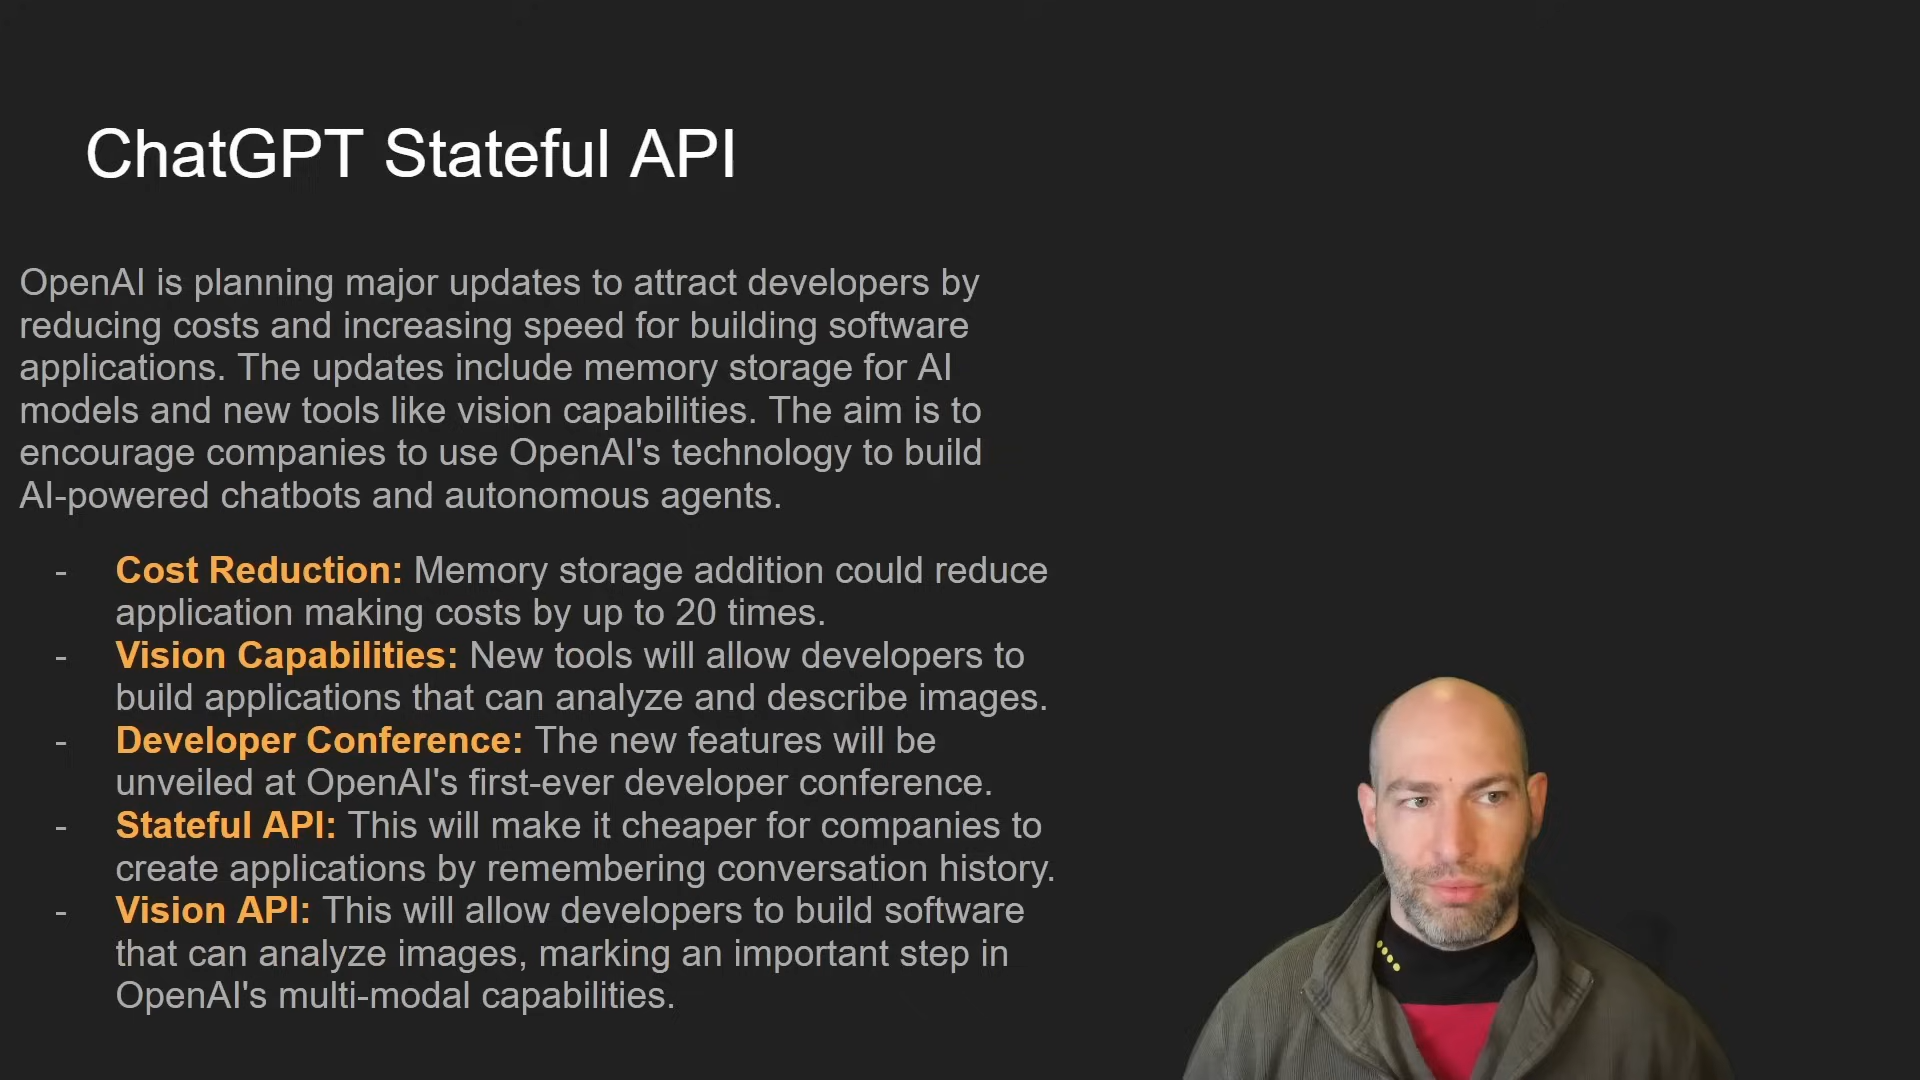 ChatGPT Stateful API
OpenAI is planning major updates to attract developers by
reducing costs and increasing speed for building software
applications. The updates include memory storage for AI
models and new tools like vision capabilities. The aim is to
encourage companies to use OpenAI's technology to build
AI-powered chatbots and autonomous agents.
- Cost Reduction: Memory storage addition could reduce
application making costs by up to 20 times.
- Vision Capabilities: New tools will allow developers to
build applications that can analyze and describe images.
- Developer Conference: The new features will be
unveiled at OpenAI's first-ever developer conference.
- Stateful API: This will make it cheaper for companies to
create applications by remembering conversation history.
- Vision API: This will allow developers to build software
that can analyze images, marking an important step in
OpenAI's multi-modal capabilities.